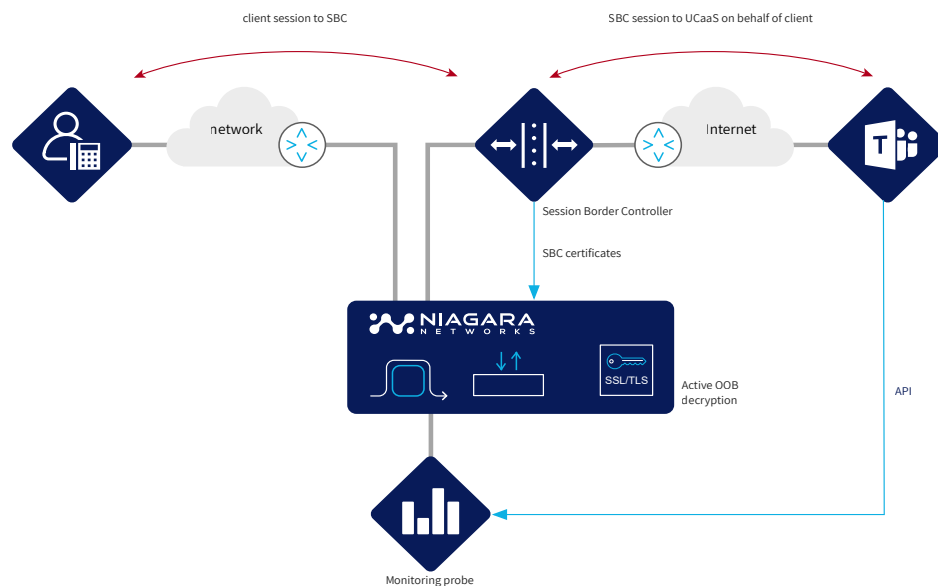 client session to SBC
SBC session to UCaaS on behalf of client
network
Internet
T
Session Border Controller
SBC certificates
NIAGARA
NETWORKS
SSL/TLS
Active OOB
decryption
API
Monitoring probe